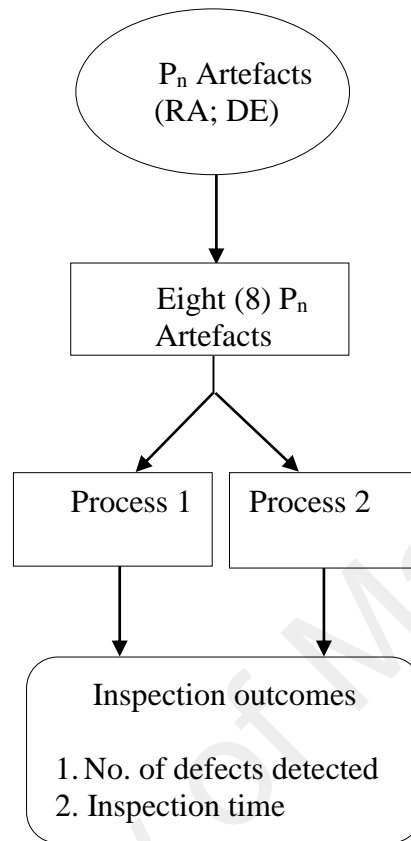 Pₙ Artefacts
(RA; DE)
Eight (8) Pₙ
Artefacts
Process 1
Process 2
Inspection outcomes
1. No. of defects detected
2. Inspection time